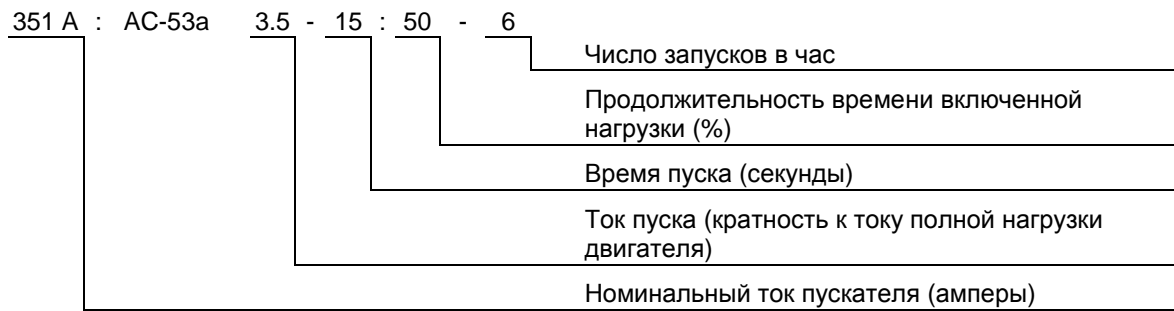 351 A : AC-53a 3.5 - 15 : 50 - 6
Число запусков в час
Продолжительность времени включенной
нагрузки (%)
Время пуска (секунды)
Ток пуска (кратность к току полной нагрузки
двигателя)
Номинальный ток пускателя (амперы)